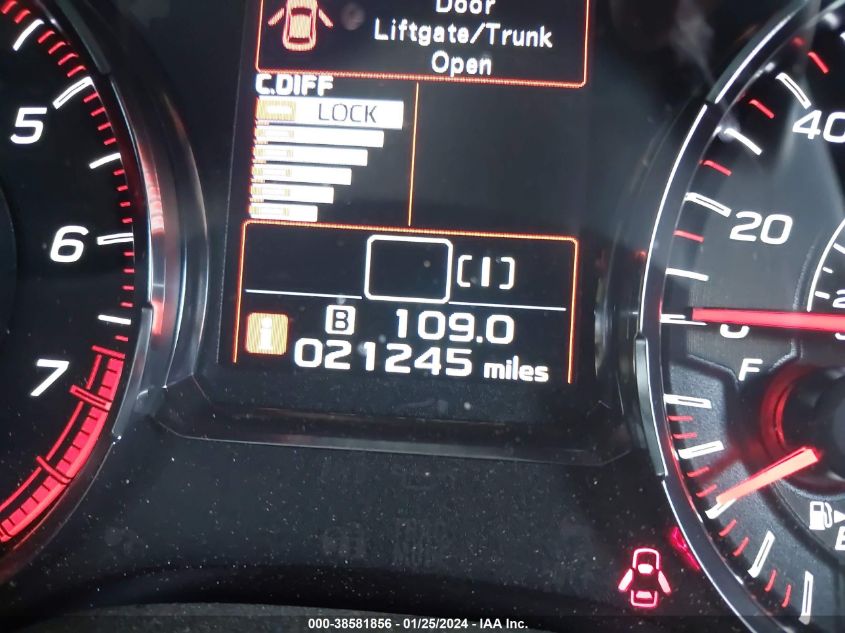 Door
Liftgate/Trunk
Open
C.DIFF
LOCK
[I]
B 109.0
i 021245 miles
5
6
7
40
20
0
F
000-38581856 - 01/25/2024 - IAA Inc.